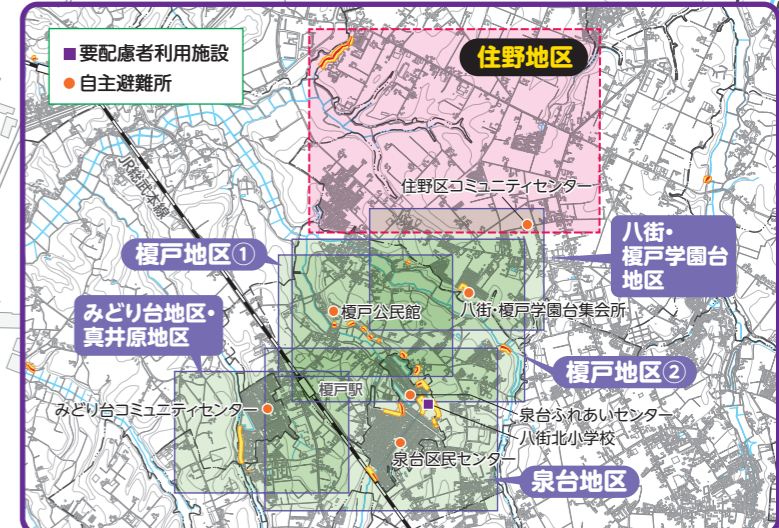 ■要配慮者利用施設
●自主避難所
住野地区
JR総武本線
住野区コミュニティセンター
八街・
榎戸学園台
地区
榎戸地区①
みどり台地区・
真井原地区
榎戸公民館
八街・榎戸学園台集会所
榎戸地区②
榎戸駅
みどり台コミュニティセンター
泉台ふれあいセンター
八街北小学校
泉台区民センター
泉台地区